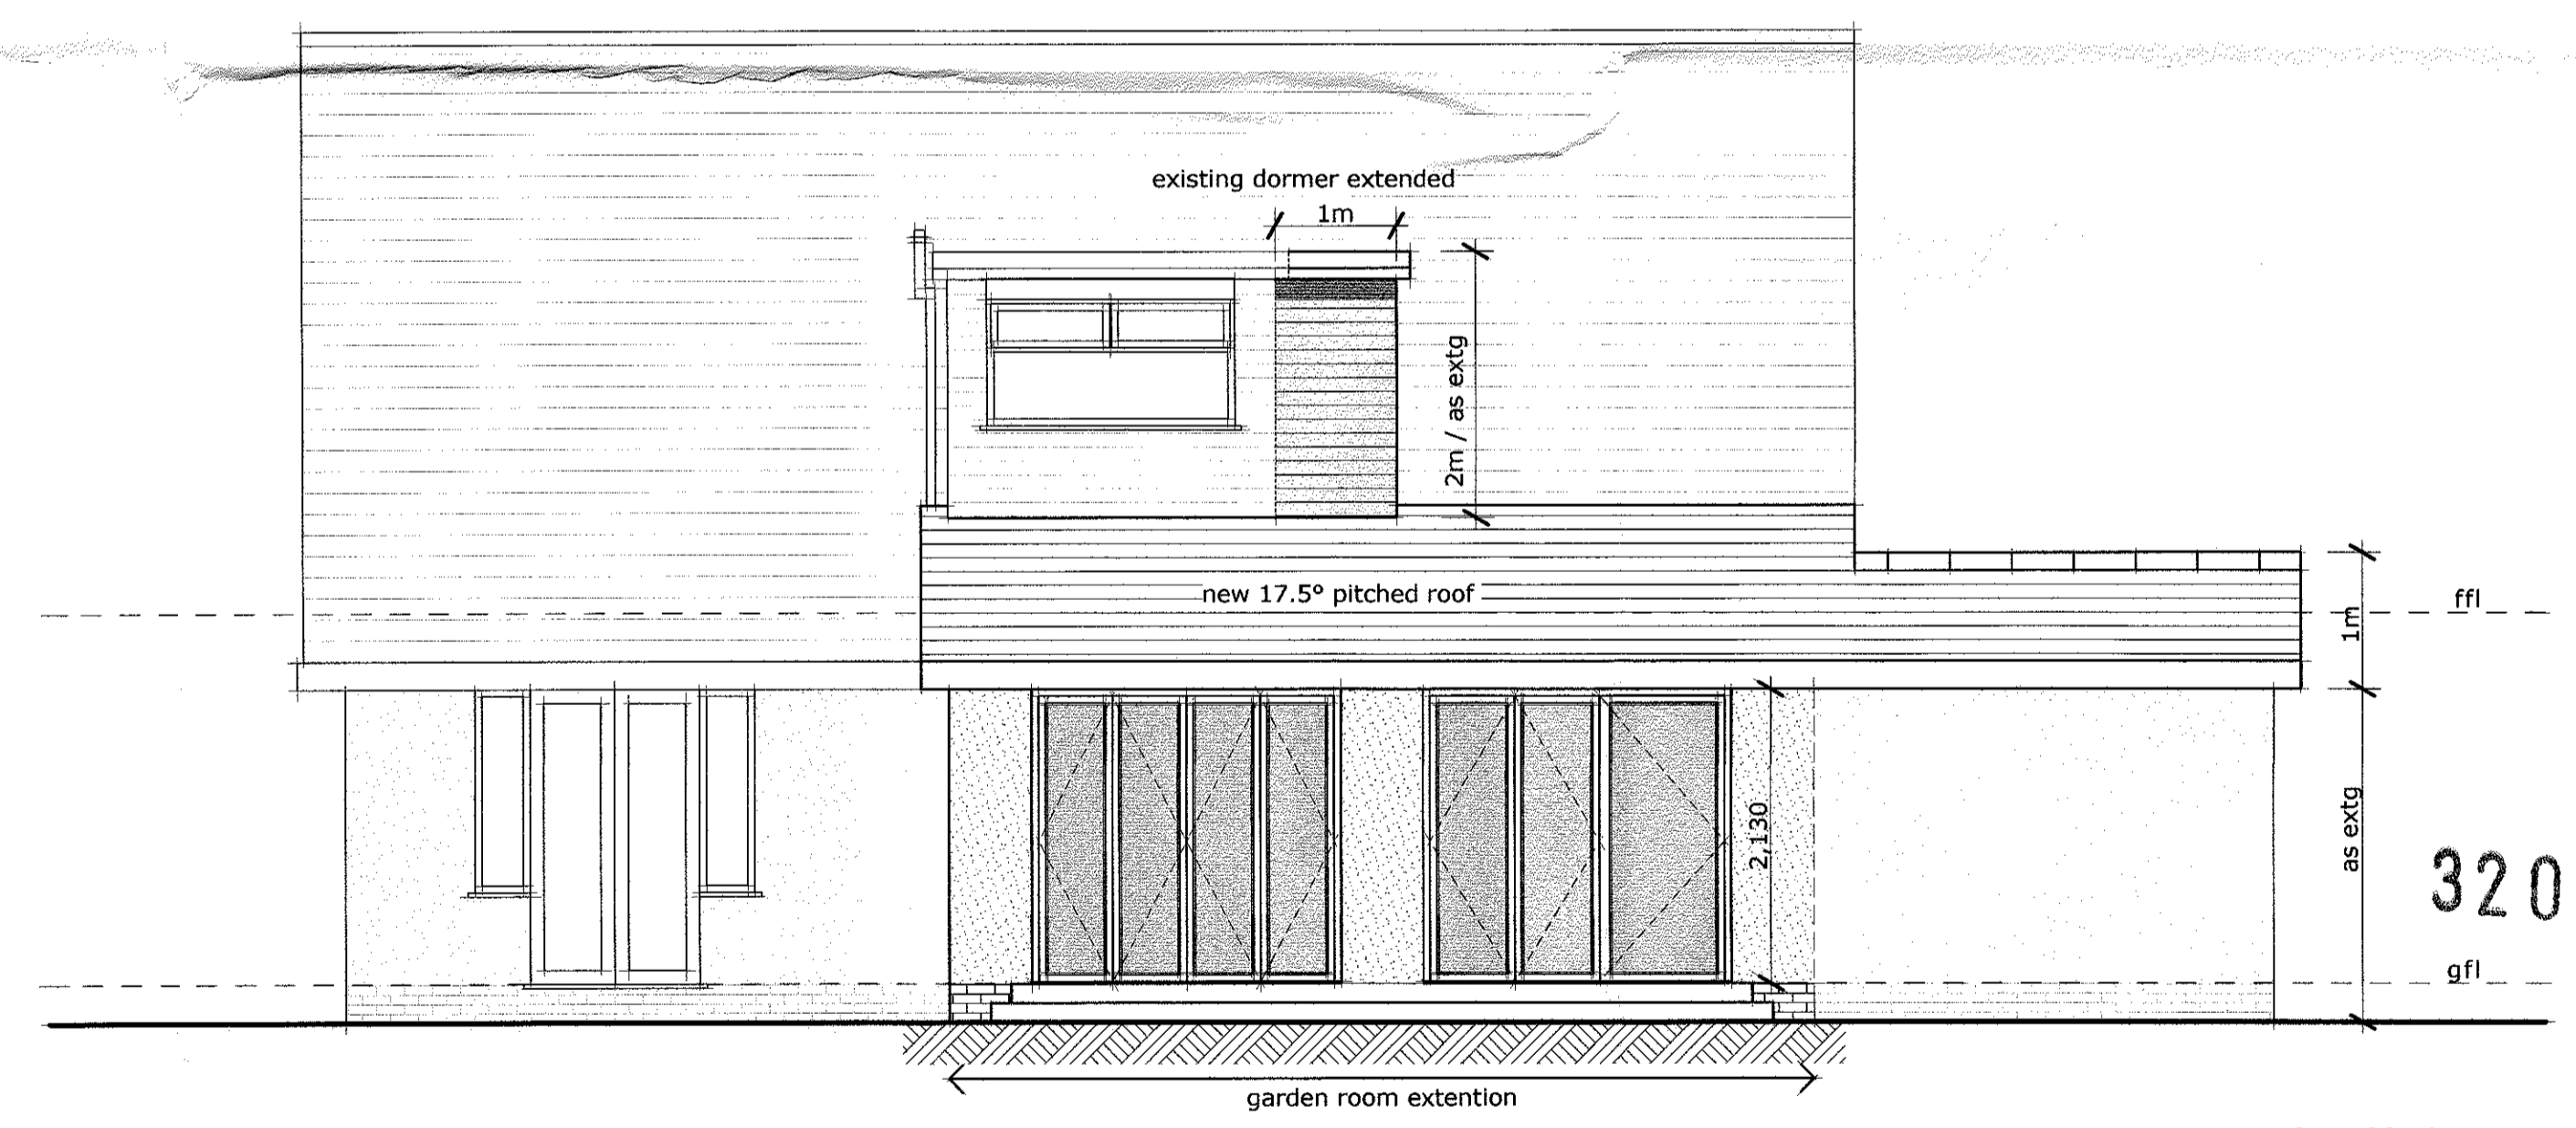 existing dormer extended
1m
2m / as extg
new 17.5° pitched roof
ffl
1m
2,130
as extg
320
gfl
garden room extention